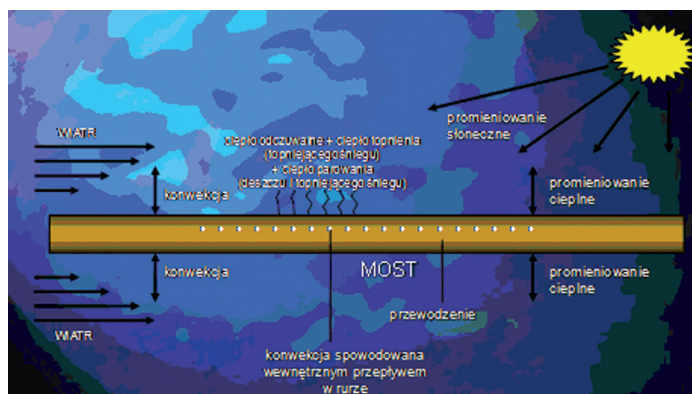 WIATR
ciepło odczuwalne + ciepło topnienia
(topniejącego śniegu)
+ ciepło parowania
(deszczu i topniejącego śniegu)
promieniowanie
słoneczne
konwekcja
promieniowanie
cieplne
MOST
konwekcja
promieniowanie
cieplne
przewodzenie
WIATR
konwekcja spowodowana
wewnętrznym przepływem
w rurze